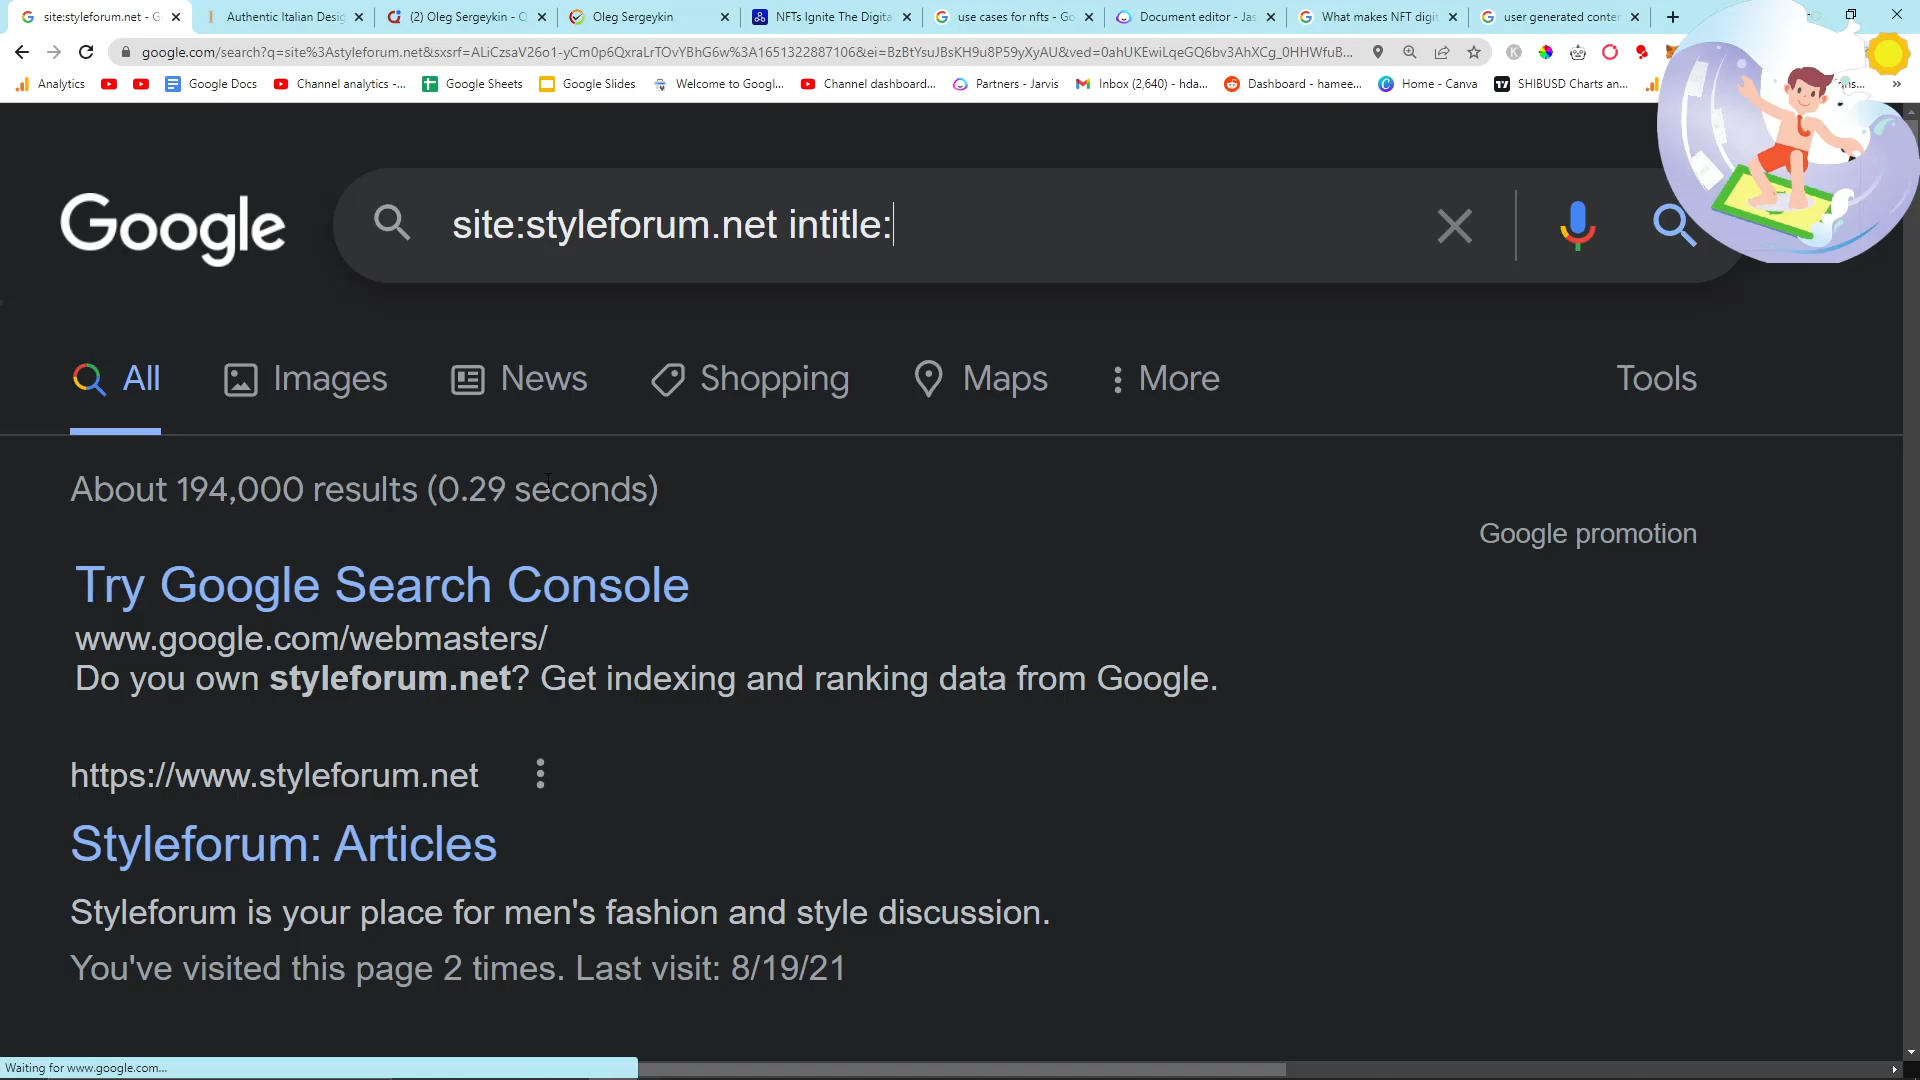 site:styleforum.net - G
Authentic Italian Desig
(2) Oleg Sergeykin - Q
Oleg Sergeykin
NFTs Ignite The Digita
use cases for nfts - Go
Document editor - Jas
What makes NFT digit
user generated conter
google.com/search?q=site%3Astyleforum.net&sxsrf=ALiCzsaV26o1-yCm0p6QxraLrTOvYBhG6w%3A1651322887106&ei=BzBtYsuJBsKH9u8P59yXyAU&ved=0ahUKEwiLqeGQ6bv3AhXCg_0HHWfuB...
Analytics
Google Docs
Channel analytics -...
Google Sheets
Google Slides
Welcome to Googl...
Channel dashboard...
Partners - Jarvis
Inbox (2,640) - hda...
Dashboard - hamee...
Home - Canva
SHIBUSD Charts an...
Google
site:styleforum.net intitle:
All
Images
News
Shopping
Maps
More
Tools
About 194,000 results (0.29 seconds)
Google promotion
Try Google Search Console
www.google.com/webmasters/
Do you own styleforum.net? Get indexing and ranking data from Google.
https://www.styleforum.net
Styleforum: Articles
Styleforum is your place for men's fashion and style discussion.
You've visited this page 2 times. Last visit: 8/19/21
Waiting for www.google.com...